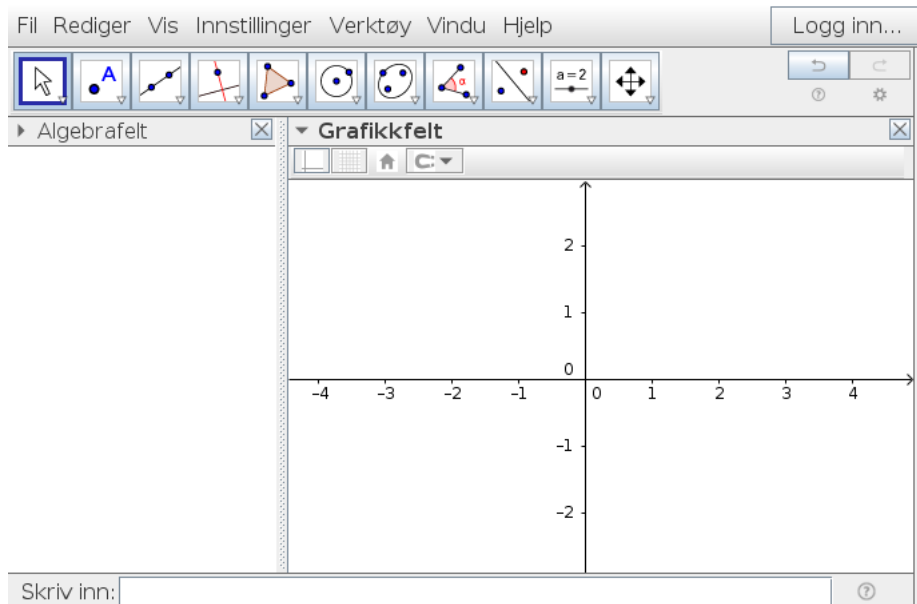 Fil Rediger Vis Innstillinger Verktøy Vindu Hjelp Logg inn...
A α a=2
Algebrafelt Grafikkfelt
2
1
0
-4 -3 -2 -1 0 1 2 3 4
-1
-2
Skriv inn: